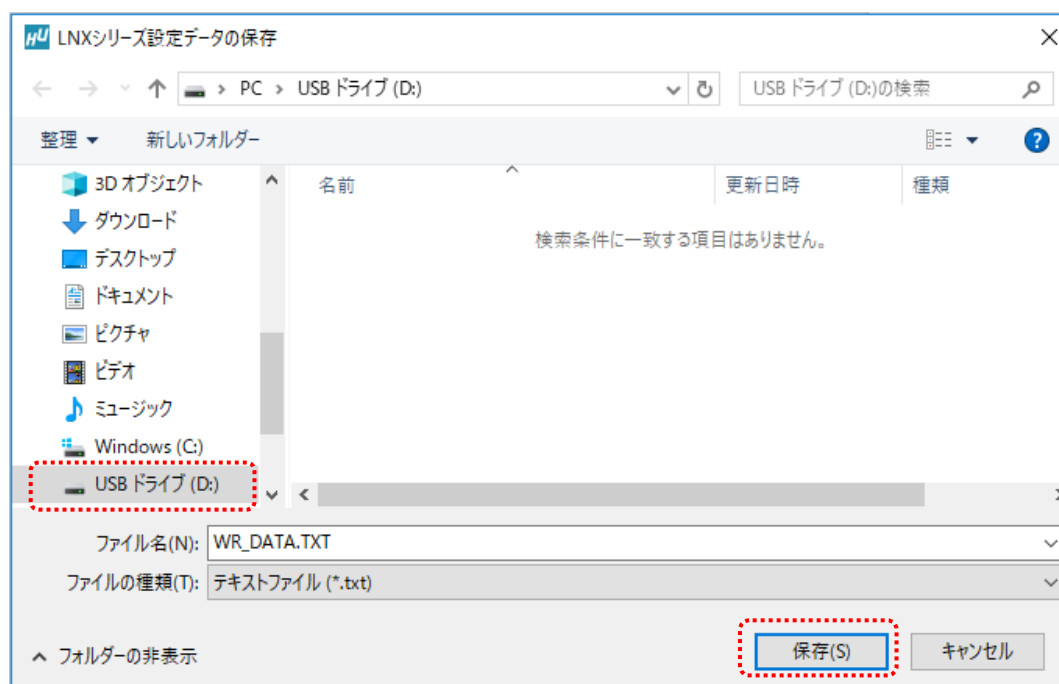 HU LNXシリーズ設定データの保存
PC › USB ドライブ (D:)
USB ドライブ (D:)の検索
整理 新しいフォルダー
?
名前 更新日時 種類
検索条件に一致する項目はありません。
3D オブジェクト
ダウンロード
デスクトップ
ドキュメント
ピクチャ
ビデオ
ミュージック
Windows (C:)
USB ドライブ (D:)
ファイル名(N): WR_DATA.TXT
ファイルの種類(T): テキストファイル (*.txt)
フォルダーの非表示
保存(S) キャンセル